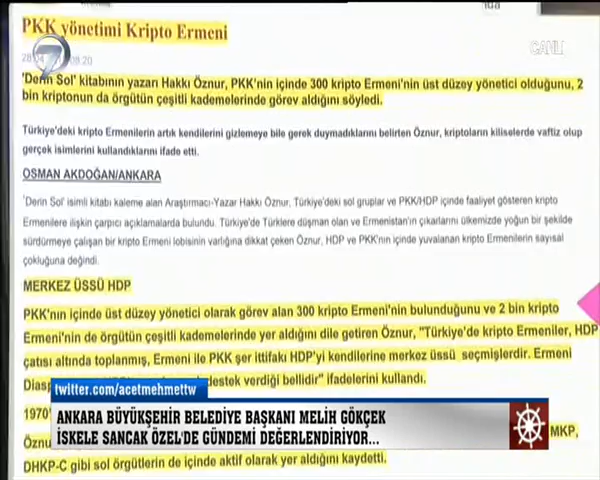 PKK yönetimi Kripto Ermeni
7
CANLI
'Derin Sol' kitabının yazarı Hakkı Öznur, PKK'nin içinde 300 kripto Ermeni'nin üst düzey yönetici olduğunu, 2
bin kriptonun da örgütün çeşitli kademelerinde görev aldığını söyledi.
Türkiye'deki kripto Ermenilerin artık kendilerini gizlemeye bile gerek duymadıklarını belirten Öznur, kriptoların kiliselerde vaftiz olup
gerçek isimlerini kullandıklarını ifade etti.
OSMAN AKDOĞAN/ANKARA
'Derin Sol' isimli kitabı kaleme alan Araştırmacı-Yazar Hakkı Öznur, Türkiye'deki sol gruplar ve PKK/HDP içinde faaliyet gösteren kripto
Ermenilere ilişkin çarpıcı açıklamalarda bulundu. Türkiye'de Türklere düşman olan ve Ermenistan'ın çıkarlarını ülkemizde yoğun bir şekilde
sürdürmeye çalışan bir kripto Ermeni lobisinin varlığına dikkat çeken Öznur, HDP ve PKK'nın içinde yuvalanan kripto Ermenilerin sayısal
çokluğuna değindi.
MERKEZ ÜSSÜ HDP
PKK'nın içinde üst düzey yönetici olarak görev alan 300 kripto Ermeni'nin bulunduğunu ve 2 bin kripto
Ermeni'nin de örgütün çeşitli kademelerinde yer aldığını dile getiren Öznur, "Türkiye'de kripto Ermeniler, HDP
çatısı altında toplanmış, Ermeni ile PKK şer ittifakı HDP'yi kendilerine merkez üssü seçmişlerdir. Ermeni
destek verdiği bellidir" ifadelerini kullandı.
twitter.com/acetmehmettw
ANKARA BÜYÜKŞEHİR BELEDİYE BAŞKANI MELİH GÖKÇEK
İSKELE SANCAK ÖZEL'DE GÜNDEMİ DEĞERLENDİRİYOR...
MKP,
DHKP-C gibi sol örgütlerin de içinde aktif olarak yer aldığını kaydetti.